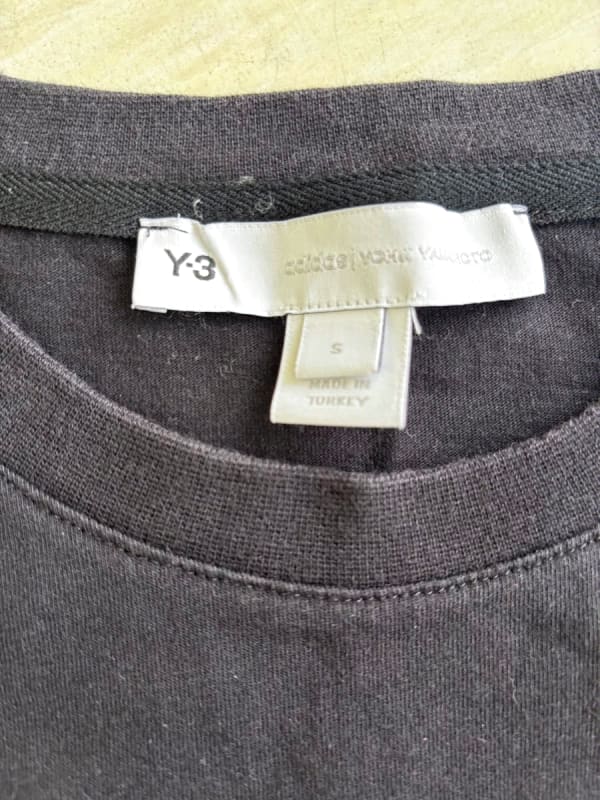 Y-3 adidas | Yohji Yamamoto
S
MADE IN
TURKEY